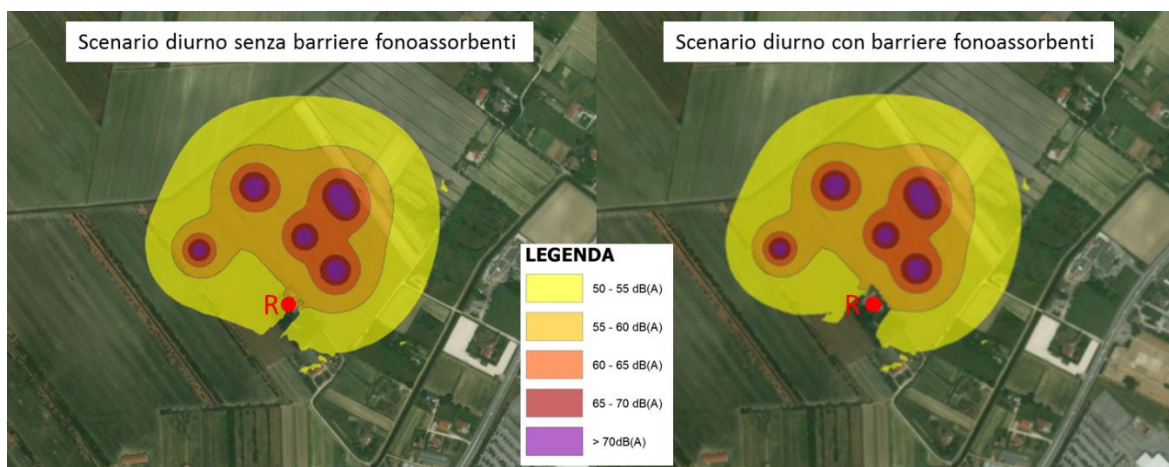 Scenario diurno senza barriere fonoassorbenti
Scenario diurno con barriere fonoassorbenti
R
R
LEGENDA
50 - 55 dB(A)
55 - 60 dB(A)
60 - 65 dB(A)
65 - 70 dB(A)
> 70dB(A)